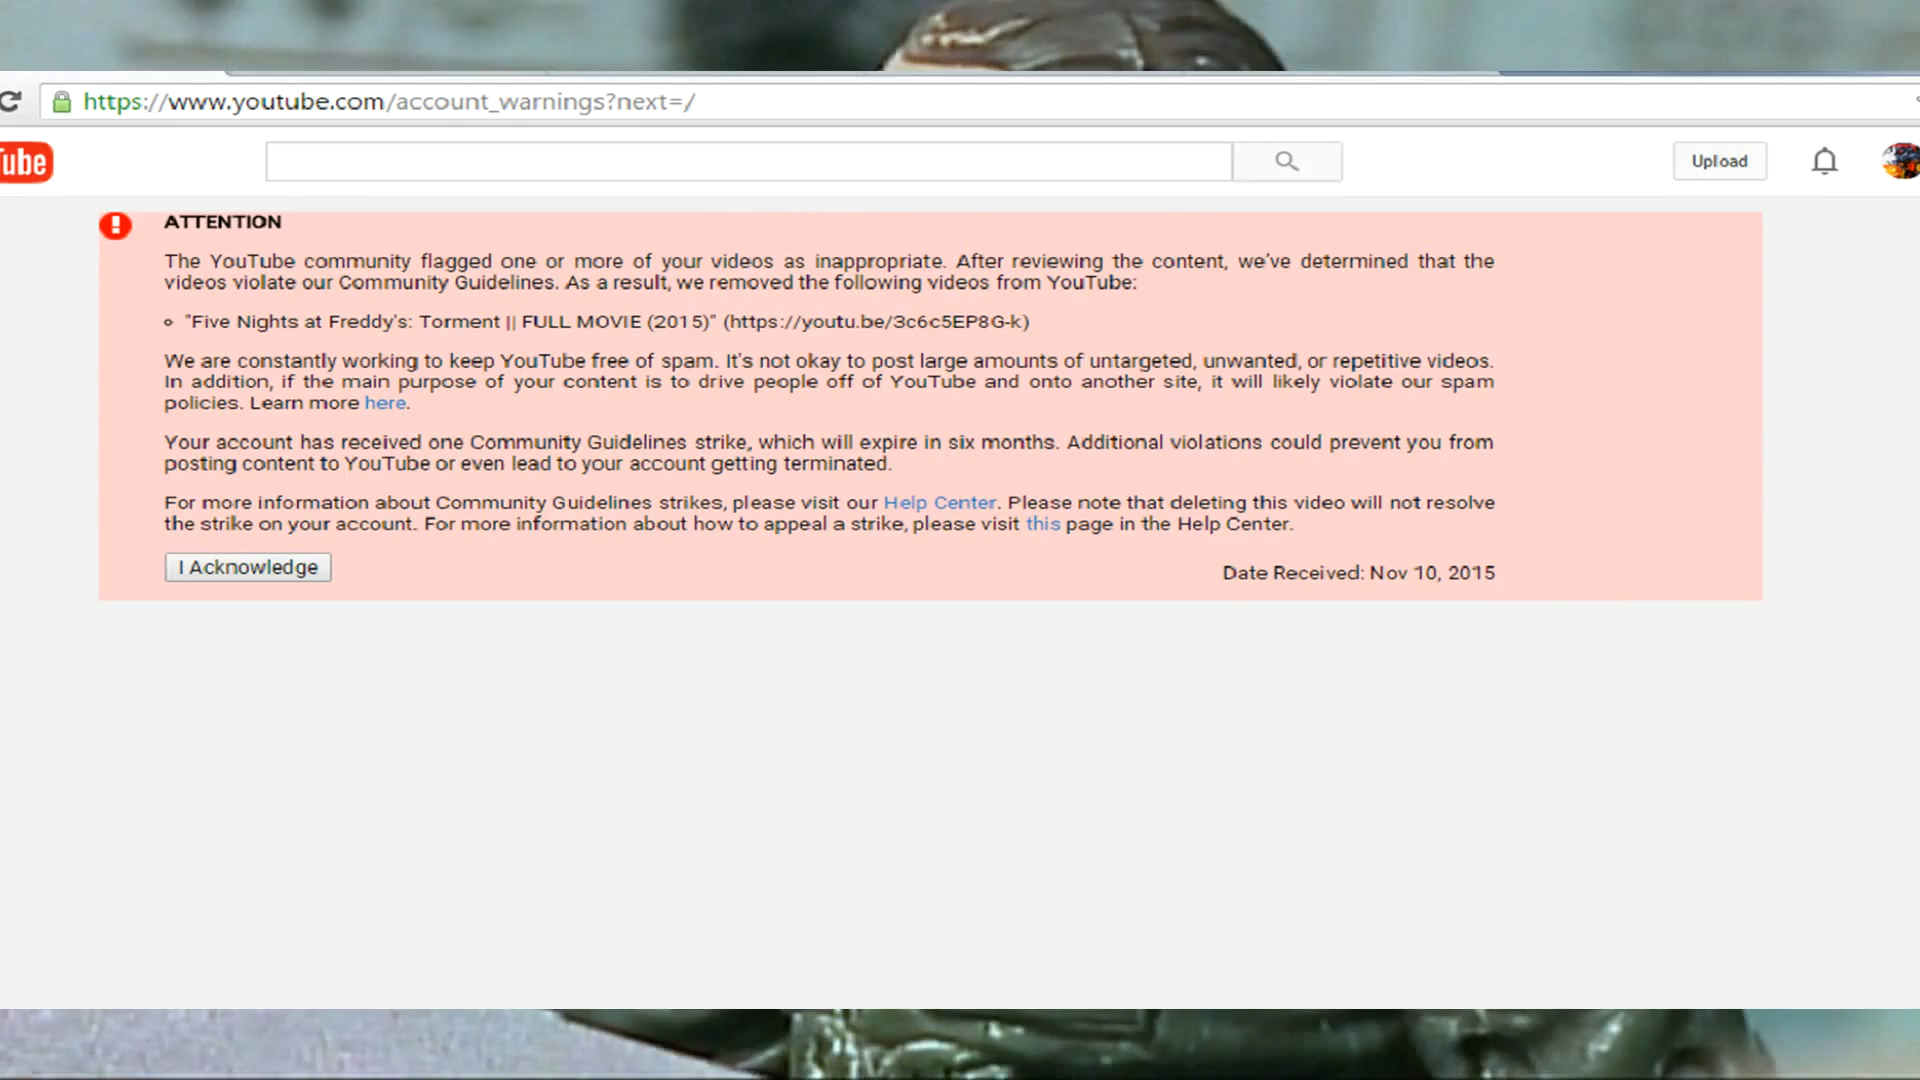 https://www.youtube.com/account_warnings?next=/
Tube
Upload
ATTENTION
The YouTube community flagged one or more of your videos as inappropriate. After reviewing the content, we've determined that the
videos violate our Community Guidelines. As a result, we removed the following videos from YouTube:
"Five Nights at Freddy's: Torment || FULL MOVIE (2015)" (https://youtu.be/3c6c5EP8G-k)
We are constantly working to keep YouTube free of spam. It's not okay to post large amounts of untargeted, unwanted, or repetitive videos.
In addition, if the main purpose of your content is to drive people off of YouTube and onto another site, it will likely violate our spam
policies. Learn more here.
Your account has received one Community Guidelines strike, which will expire in six months. Additional violations could prevent you from
posting content to YouTube or even lead to your account getting terminated.
For more information about Community Guidelines strikes, please visit our Help Center. Please note that deleting this video will not resolve
the strike on your account. For more information about how to appeal a strike, please visit this page in the Help Center.
I Acknowledge
Date Received: Nov 10, 2015